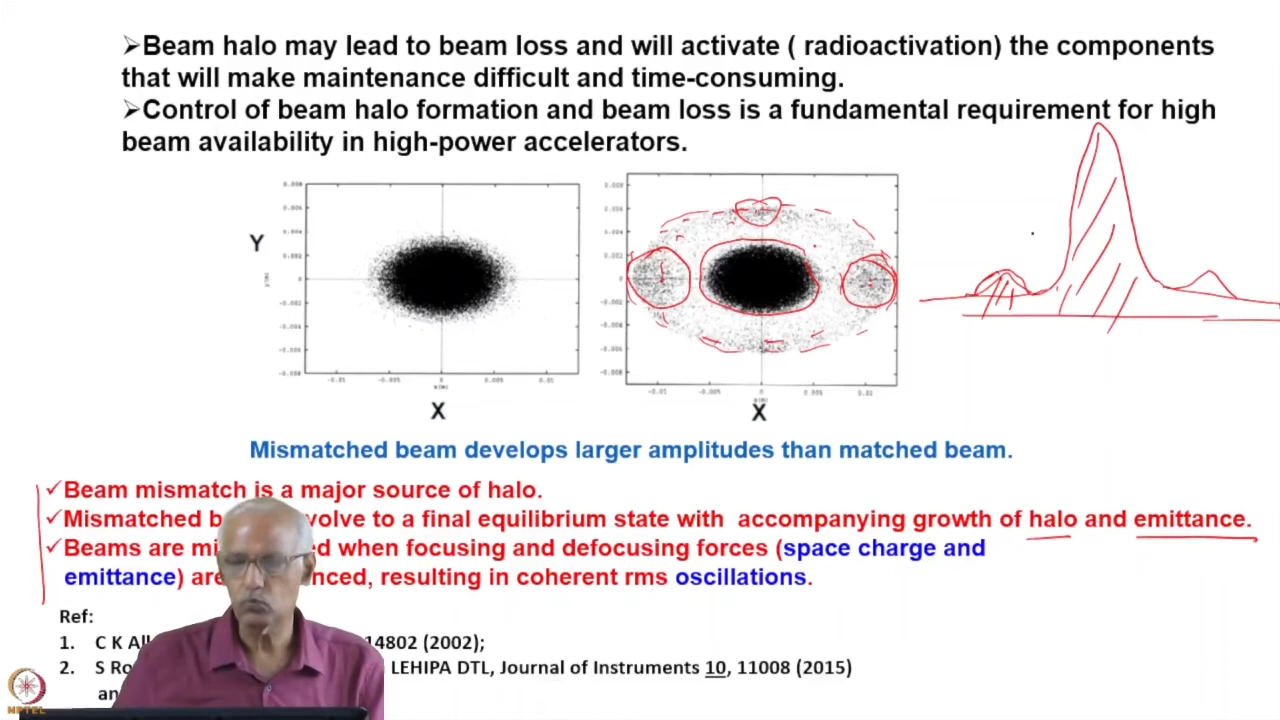 ➢Beam halo may lead to beam loss and will activate ( radioactivation) the components
that will make maintenance difficult and time-consuming.
➢Control of beam halo formation and beam loss is a fundamental requirement for high
beam availability in high-power accelerators.
Y
X
X
Mismatched beam develops larger amplitudes than matched beam.
✓Beam mismatch is a major source of halo.
✓Mismatched volve to a final equilibrium state with accompanying growth of halo and emittance.
✓Beams are when focusing and defocusing forces (space charge and
emittance) are resulting in coherent rms oscillations.
Ref:
1. C K 14802 (2002);
2. S LEHIPA DTL, Journal of Instruments 10, 11008 (2015)
NPTEL